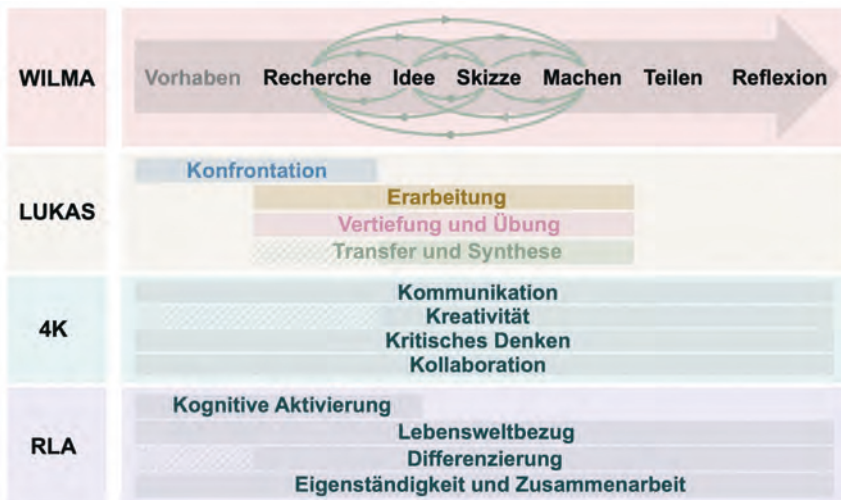 WILMA
Vorhaben Recherche Idee Skizze Machen Teilen Reflexion
LUKAS
Konfrontation
Erarbeitung
Vertiefung und Übung
Transfer und Synthese
4K
Kommunikation
Kreativität
Kritisches Denken
Kollaboration
RLA
Kognitive Aktivierung
Lebensweltbezug
Differenzierung
Eigenständigkeit und Zusammenarbeit